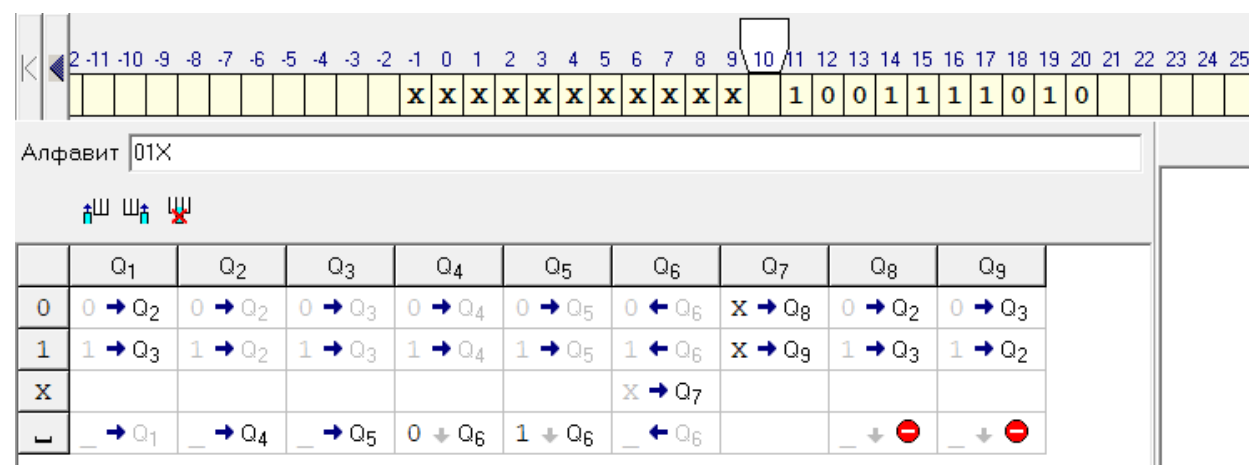 2 -11 -10 -9 -8 -7 -6 -5 -4 -3 -2 -1 0 1 2 3 4 5 6 7 8 9 10 11 12 13 14 15 16 17 18 19 20 21 22 23 24 25
X X X X X X X X X X X 1 0 0 1 1 1 1 1 0 1 0
Алфавит 01X
Q1 Q2 Q3 Q4 Q5 Q6 Q7 Q8 Q9
0 0 → Q2 0 → Q2 0 → Q3 0 → Q4 0 → Q5 0 ← Q6 X → Q8 0 → Q2 0 → Q3
1 1 → Q3 1 → Q2 1 → Q3 1 → Q4 1 → Q5 1 ← Q6 X → Q9 1 → Q3 1 → Q2
X X → Q7
␣ _ → Q1 _ → Q4 _ → Q5 0 ↓ Q6 1 ↓ Q6 _ ← Q6 _ ↓ _ ↓